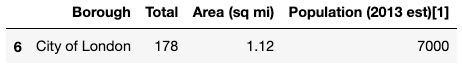 Borough Total Area (sq mi) Population (2013 est)[1]
6 City of London 178 1.12 7000